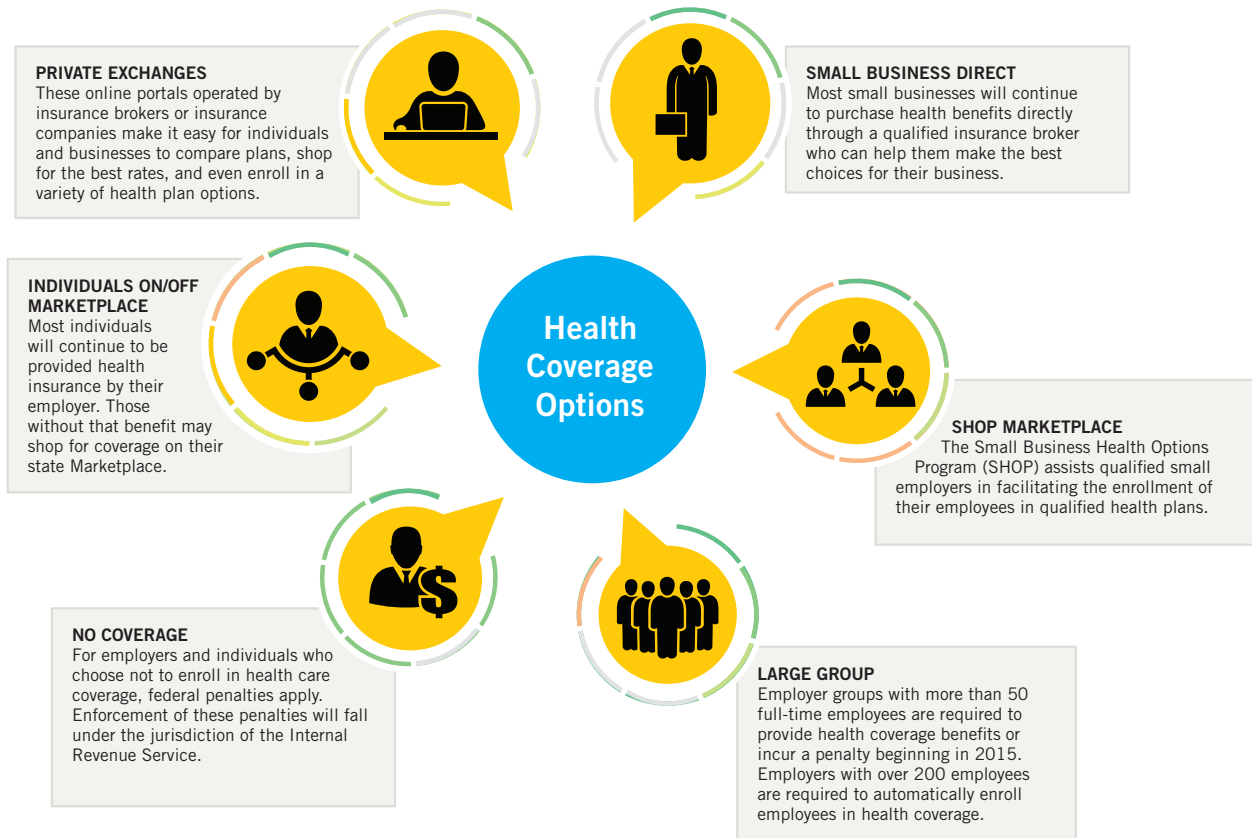 PRIVATE EXCHANGES
These online portals operated by
insurance brokers or insurance
companies make it easy for individuals
and businesses to compare plans, shop
for the best rates, and even enroll in a
variety of health plan options.
SMALL BUSINESS DIRECT
Most small businesses will continue
to purchase health benefits directly
through a qualified insurance broker
who can help them make the best
choices for their business.
INDIVIDUALS ON/OFF
MARKETPLACE
Most individuals
will continue to be
provided health
insurance by their
employer. Those
without that benefit may
shop for coverage on their
state Marketplace.
Health
Coverage
Options
SHOP MARKETPLACE
The Small Business Health Options
Program (SHOP) assists qualified small
employers in facilitating the enrollment of
their employees in qualified health plans.
$
NO COVERAGE
For employers and individuals who
choose not to enroll in health care
coverage, federal penalties apply.
Enforcement of these penalties will fall
under the jurisdiction of the Internal
Revenue Service.
LARGE GROUP
Employer groups with more than 50
full-time employees are required to
provide health coverage benefits or
incur a penalty beginning in 2015.
Employers with over 200 employees
are required to automatically enroll
employees in health coverage.